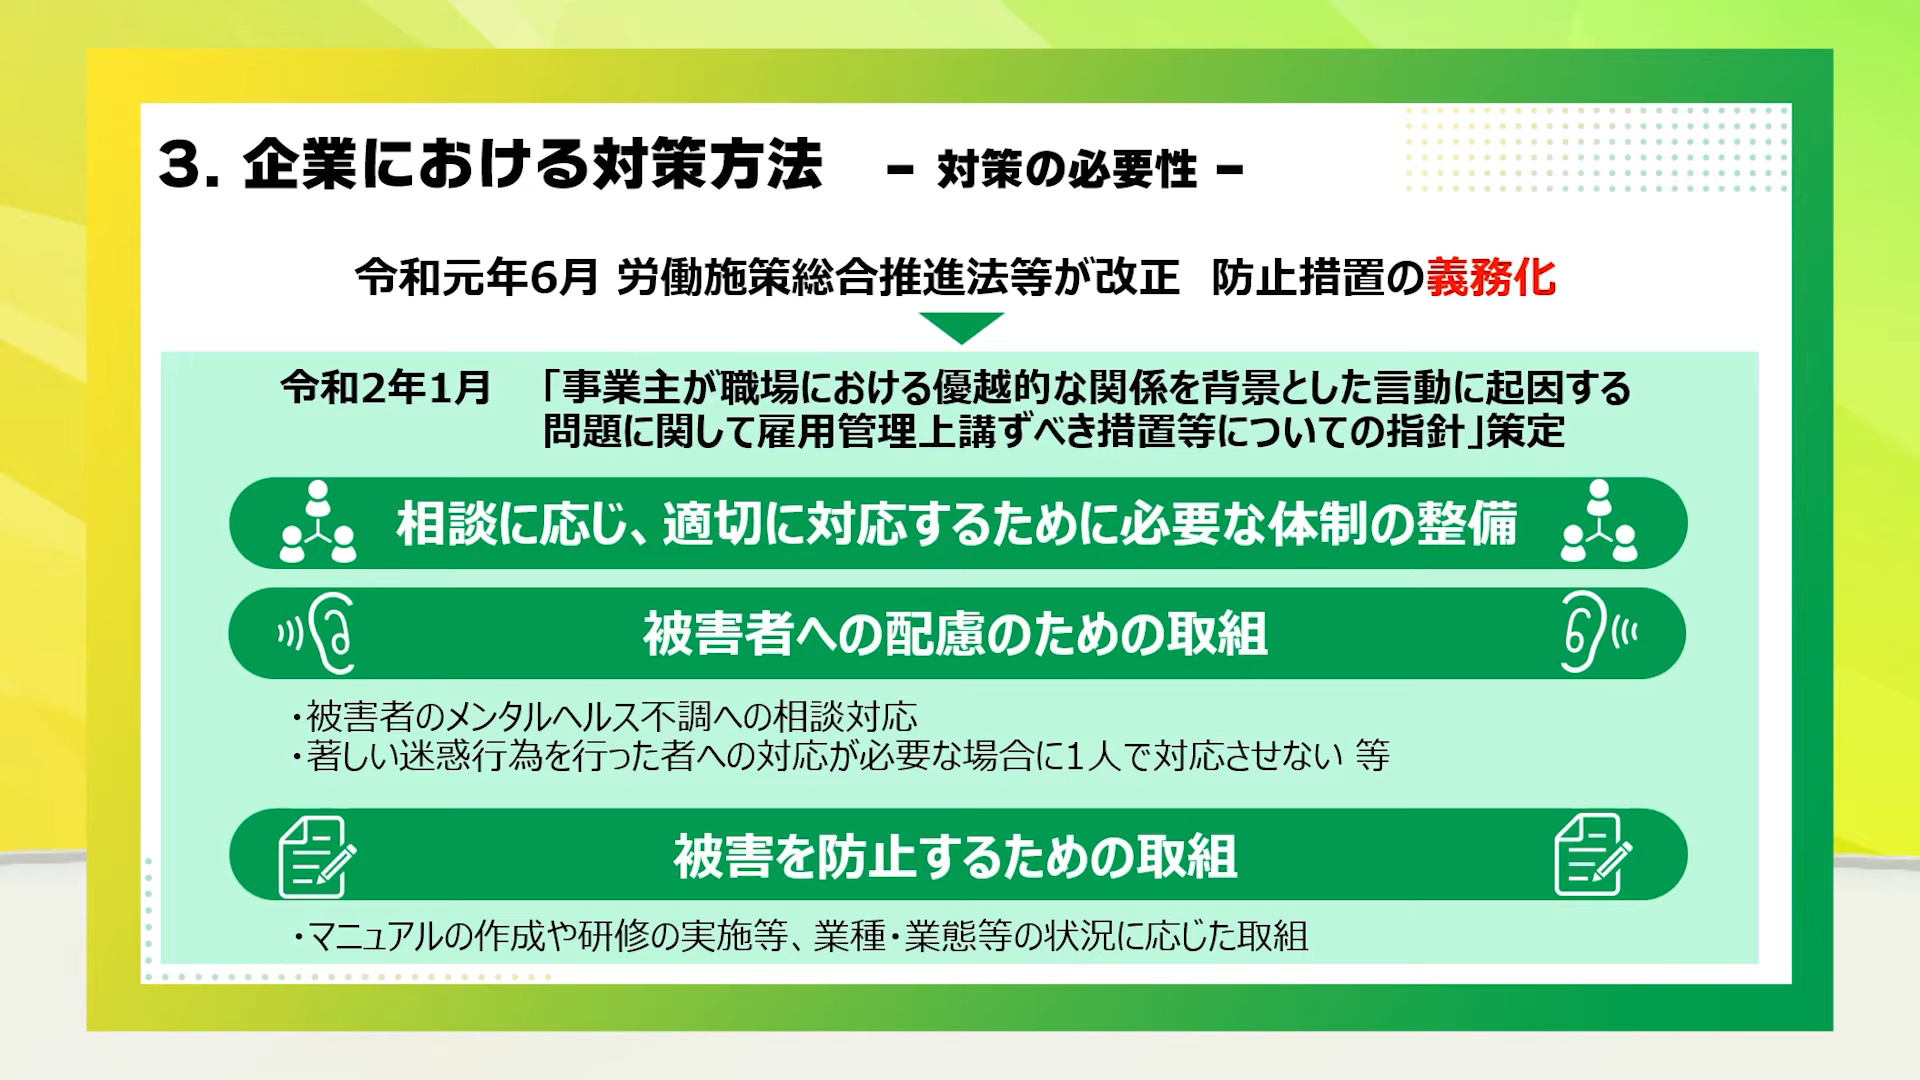 3. 企業における対策方法 － 対策の必要性 －
令和元年6月 労働施策総合推進法等が改正 防止措置の義務化
令和2年1月 「事業主が職場における優越的な関係を背景とした言動に起因する
問題に関して雇用管理上講ずべき措置等についての指針」策定
相談に応じ、適切に対応するために必要な体制の整備
被害者への配慮のための取組
・被害者のメンタルヘルス不調への相談対応
・著しい迷惑行為を行った者への対応が必要な場合に1人で対応させない 等
被害を防止するための取組
・マニュアルの作成や研修の実施等、業種・業態等の状況に応じた取組